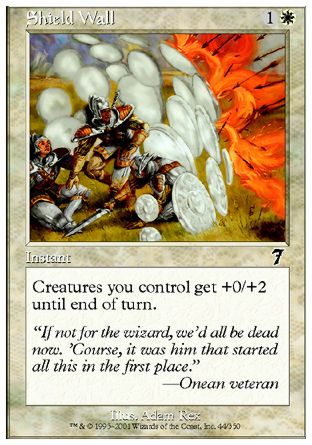 Shield Wall 1
Instant 7
Creatures you control get +0/+2
until end of turn.
“If not for the wizard, we’d all be dead
now. ’Course, it was him that started
all this in the first place.”
—Onean veteran
Illus. Adam Rex
™ & © 1993-2001 Wizards of the Coast, Inc. 44/350